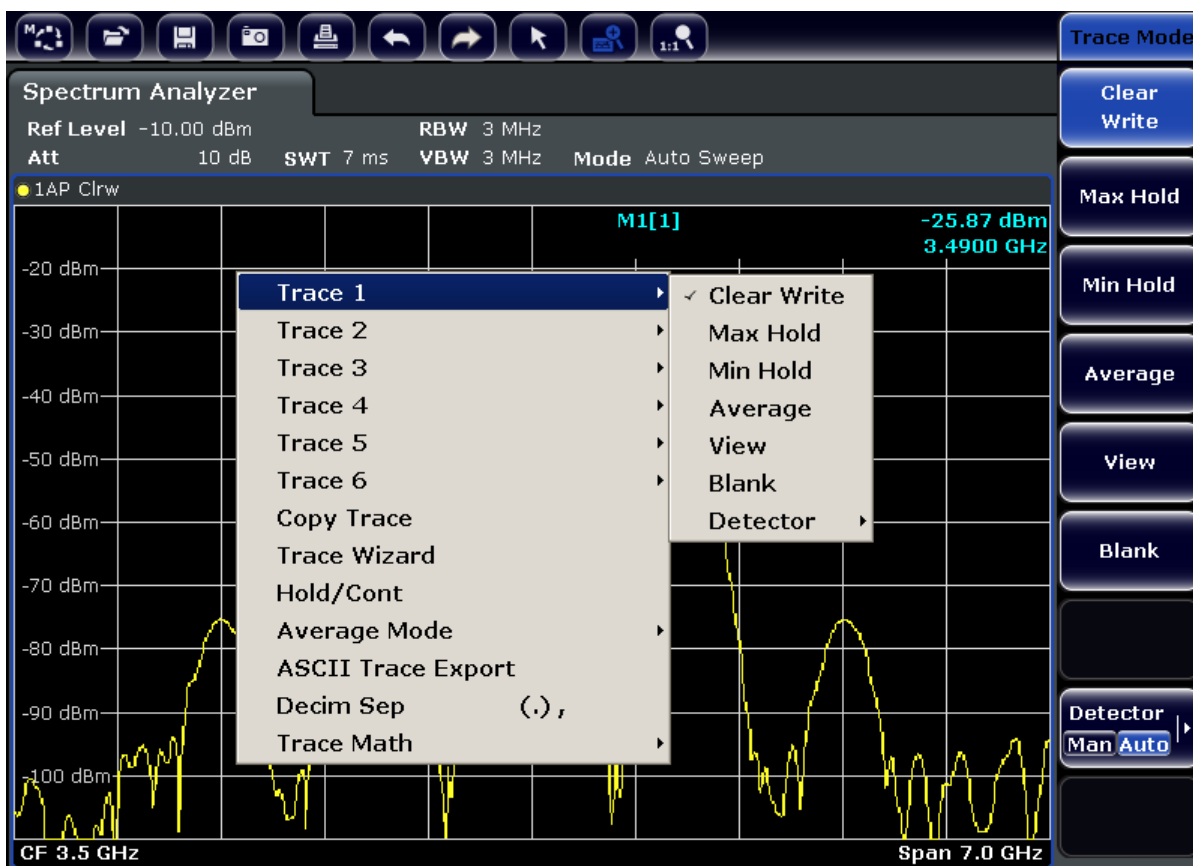 1:1
Trace Mode
Spectrum Analyzer
Ref Level -10.00 dBm RBW 3 MHz
Att 10 dB SWT 7 ms VBW 3 MHz Mode Auto Sweep
1AP Clrw
M1[1] -25.87 dBm
3.4900 GHz
-20 dBm
-30 dBm
-40 dBm
-50 dBm
-60 dBm
-70 dBm
-80 dBm
-90 dBm
-100 dBm
Trace 1
Trace 2
Trace 3
Trace 4
Trace 5
Trace 6
Copy Trace
Trace Wizard
Hold/Cont
Average Mode
ASCII Trace Export
Decim Sep (.) ,
Trace Math
Clear Write
Max Hold
Min Hold
Average
View
Blank
Detector
CF 3.5 GHz Span 7.0 GHz
Clear
Write
Max Hold
Min Hold
Average
View
Blank
Detector
Man Auto